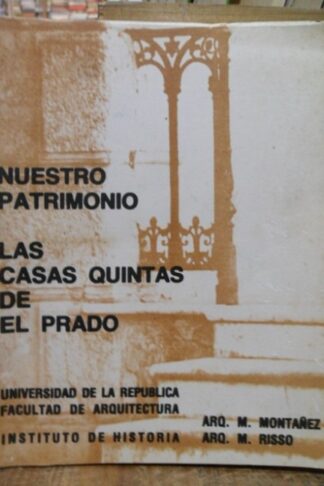 NUESTRO
PATRIMONIO
LAS
CASAS QUINTAS
DE
EL PRADO
UNIVERSIDAD DE LA REPUBLICA
FACULTAD DE ARQUITECTURA
ARQ. M. MONTAÑEZ
INSTITUTO DE HISTORIA ARQ. M. RISSO